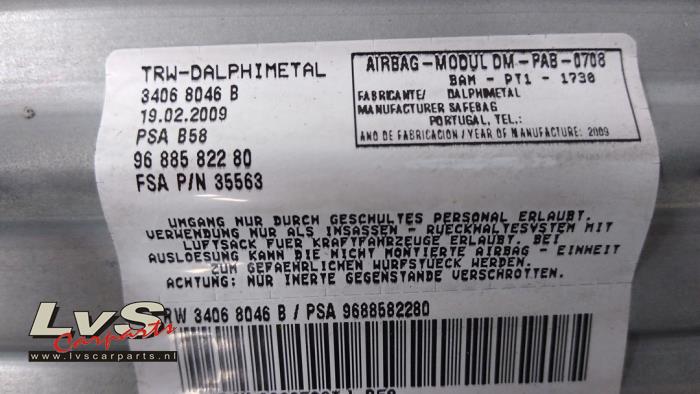 TRW-DALPHIMETAL
3406 8046 B
19.02.2009
PSA B58
96 885 822 80
FSA P/N 35563
AIRBAG-MODUL DM-PAB-0708
BAM - PT1 - 1730
FABRICANTE/ DALPHIMETAL
MANUFACTURER SAFEBAG
PORTUGAL, TEL.:
ANO DE FABRICACION/YEAR OF MANUFACTURE: 2009
UMGANG NUR DURCH GESCHULTES PERSONAL ERLAUBT.
VERWENDUNG NUR ALS INSASSEN - RUECKHALTESYSTEM MIT
LUFTSACK FUER KRAFTFAHRZEUGE ERLAUBT. BEI
AUSLOESUNG KANN DIE NICHT MONTIERTE AIRBAG - EINHEIT
ZUM GEFAEHRLICHEN WURFSTUECK WERDEN.
ACHTUNG: NUR INERTE GEGENSTANDE VERSCHROTTEN.
RW 3406 8046 B / PSA 9688582280
LvS
Carparts
www.lvscarparts.nl